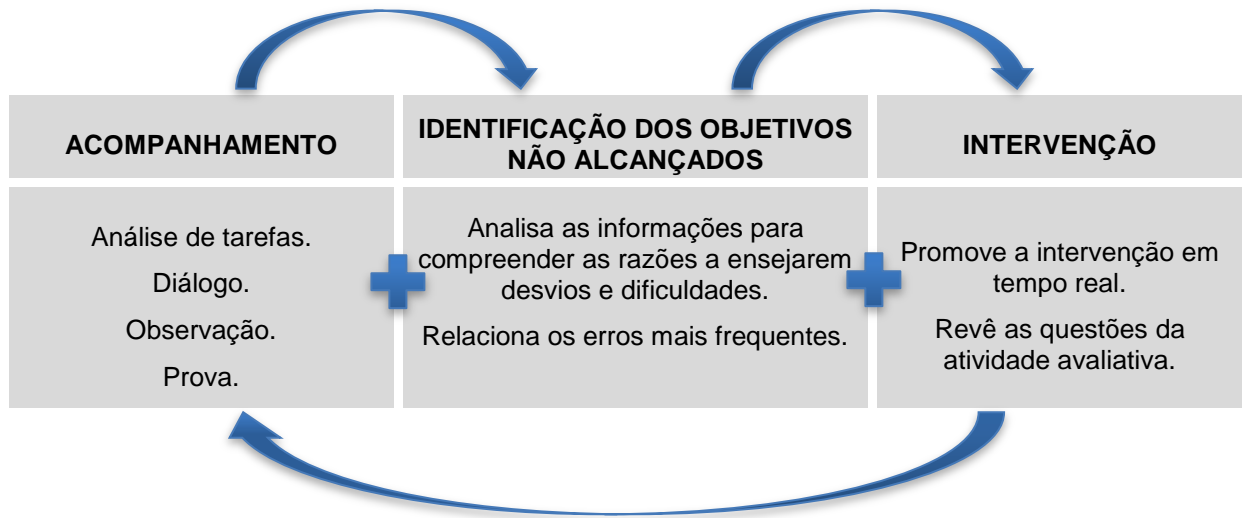 ACOMPANHAMENTO
IDENTIFICAÇÃO DOS OBJETIVOS
NÃO ALCANÇADOS
INTERVENÇÃO
Análise de tarefas.
Diálogo.
Observação.
Prova.
Analisa as informações para
compreender as razões a ensejarem
desvios e dificuldades.
Relaciona os erros mais frequentes.
Promove a intervenção em
tempo real.
Revê as questões da
atividade avaliativa.